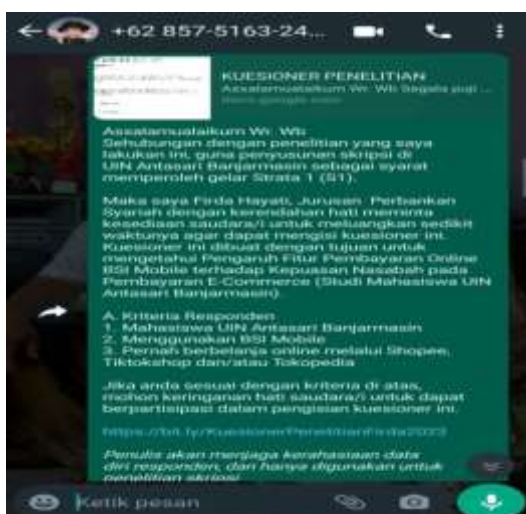 +62 857-5163-24...
KUESIONER PENELITIAN
Assalamualaikum Wr. Wb Segala puji ...
Assalamualaikum Wr. Wb
Sehubungan dengan penelitian yang saya
lakukan ini, guna penyusunan skripsi di
UIN Antasari Banjarmasin sebagai syarat
memperoleh gelar Strata 1 (S1).
Maka saya Firda Hayati, Jurusan Perbankan
Syariah dengan kerendahan hati meminta
kesediaan saudara/i untuk meluangkan sedikit
waktunya agar dapat mengisi kuesioner ini.
Kuesioner ini dibuat dengan tujuan untuk
mengetahui Pengaruh Fitur Pembayaran Online
BSI Mobile terhadap Kepuasan Nasabah pada
Pembayaran E-Commerce (Studi Mahasiswa UIN
Antasari Banjarmasin).
A. Kriteria Responden
1. Mahasiswa UIN Antasari Banjarmasin
2. Menggunakan BSI Mobile
3. Pernah berbelanja online melalui Shopee,
Tiktokshop dan/atau Tokopedia
Jika anda sesuai dengan kriteria di atas,
mohon keringanan hati saudara/i untuk dapat
berpartisipasi dalam pengisian kuesioner ini.
https://bit.ly/KuesionerPenelitianFirda2023
Penulis akan menjaga kerahasiaan data
diri responden, dan hanya digunakan untuk
penelitian skripsi
Ketik pesan